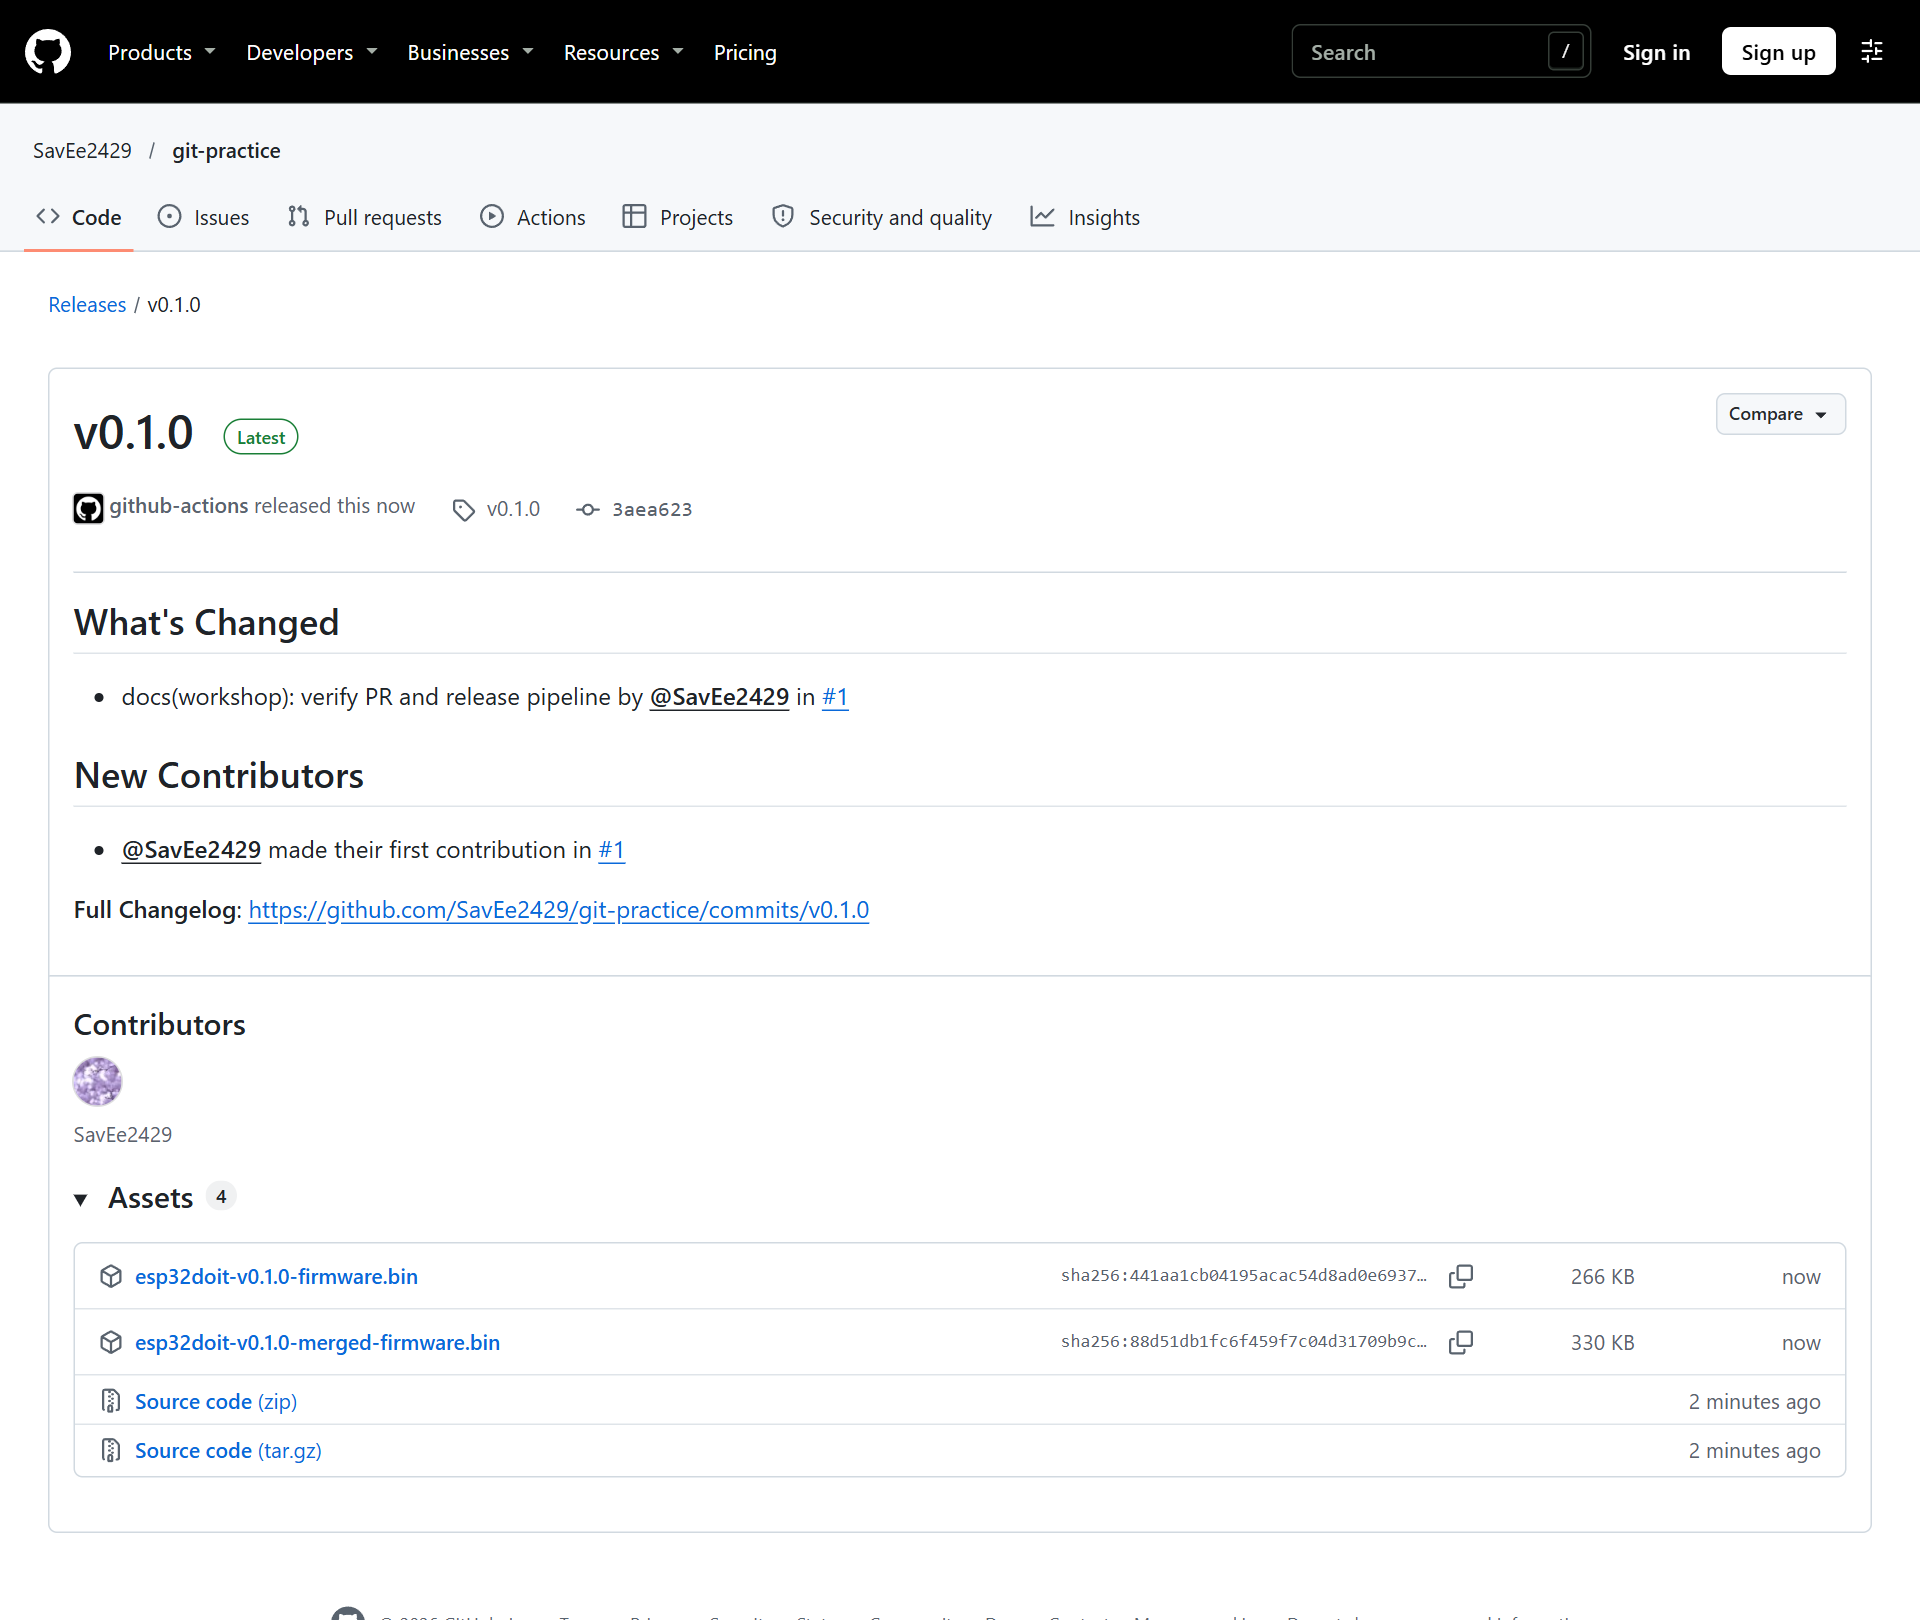 Products Developers Businesses Resources Pricing Search / Sign in Sign up
SavEe2429 / git-practice
Code Issues Pull requests Actions Projects Security and quality Insights
Releases / v0.1.0
v0.1.0 Latest Compare
github-actions released this now v0.1.0 3aea623
What's Changed
docs(workshop): verify PR and release pipeline by @SavEe2429 in #1
New Contributors
@SavEe2429 made their first contribution in #1
Full Changelog: https://github.com/SavEe2429/git-practice/commits/v0.1.0
Contributors
SavEe2429
Assets 4
esp32doit-v0.1.0-firmware.bin sha256:441aa1cb04195acac54d8ad0e6937… 266 KB now
esp32doit-v0.1.0-merged-firmware.bin sha256:88d51db1fc6f459f7c04d31709b9c… 330 KB now
Source code (zip) 2 minutes ago
Source code (tar.gz) 2 minutes ago